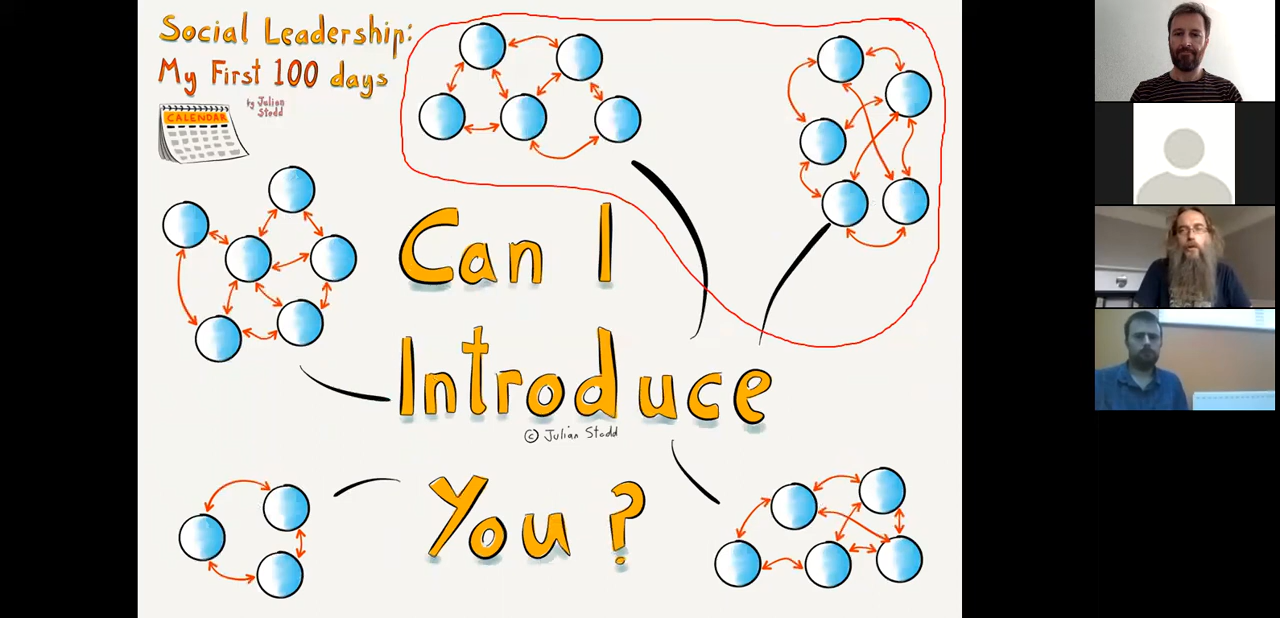 Social Leadership:
My First 100 days
by Julian
Stodd
CALENDAR
Can I
Introduce
© Julian Stodd
You ?